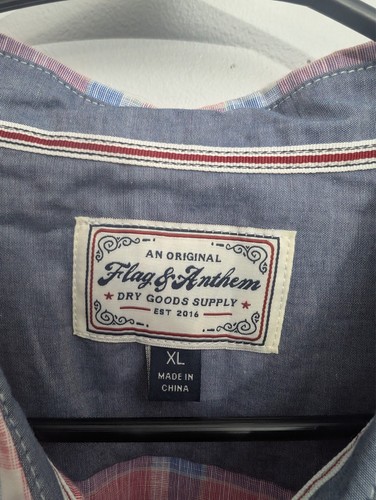 AN ORIGINAL
Flag & Anthem
★ DRY GOODS SUPPLY ★
EST 2016
XL
MADE IN
CHINA